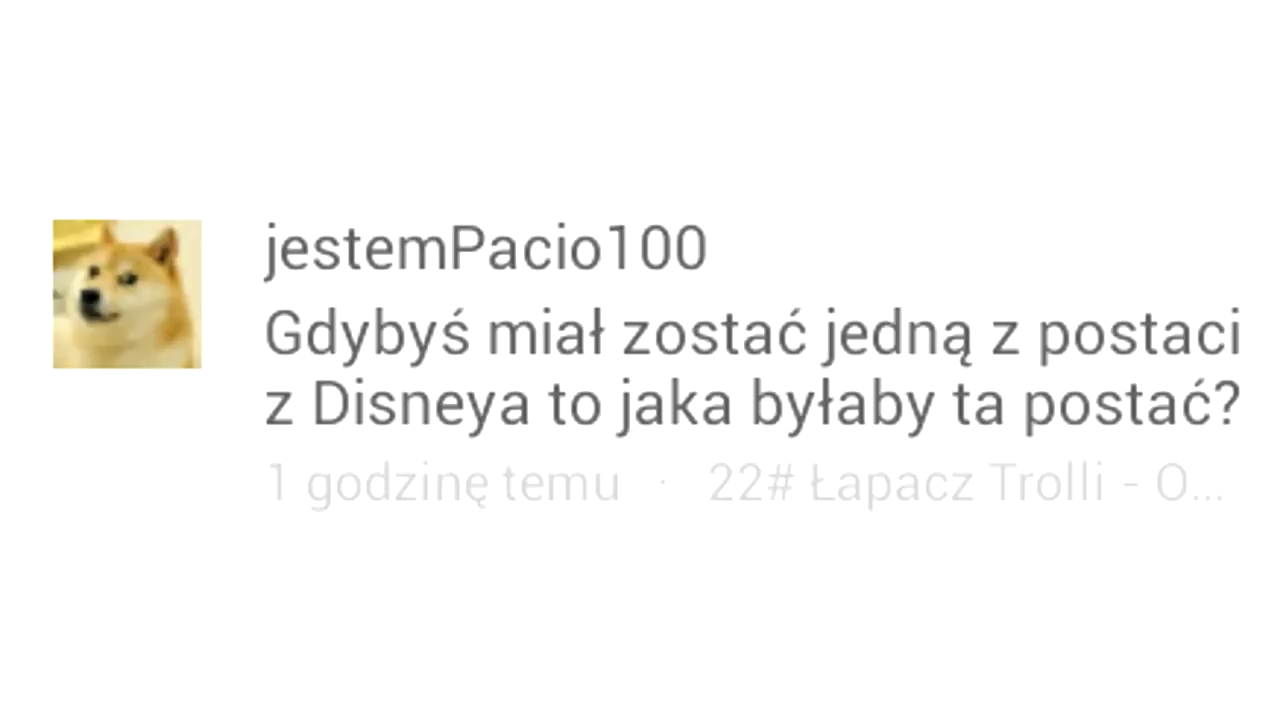 jestemPacio100
Gdybyś miał zostać jedną z postaci
z Disneya to jaka byłaby ta postać?
1 godzinę temu · 22# Łapacz Trolli - O...